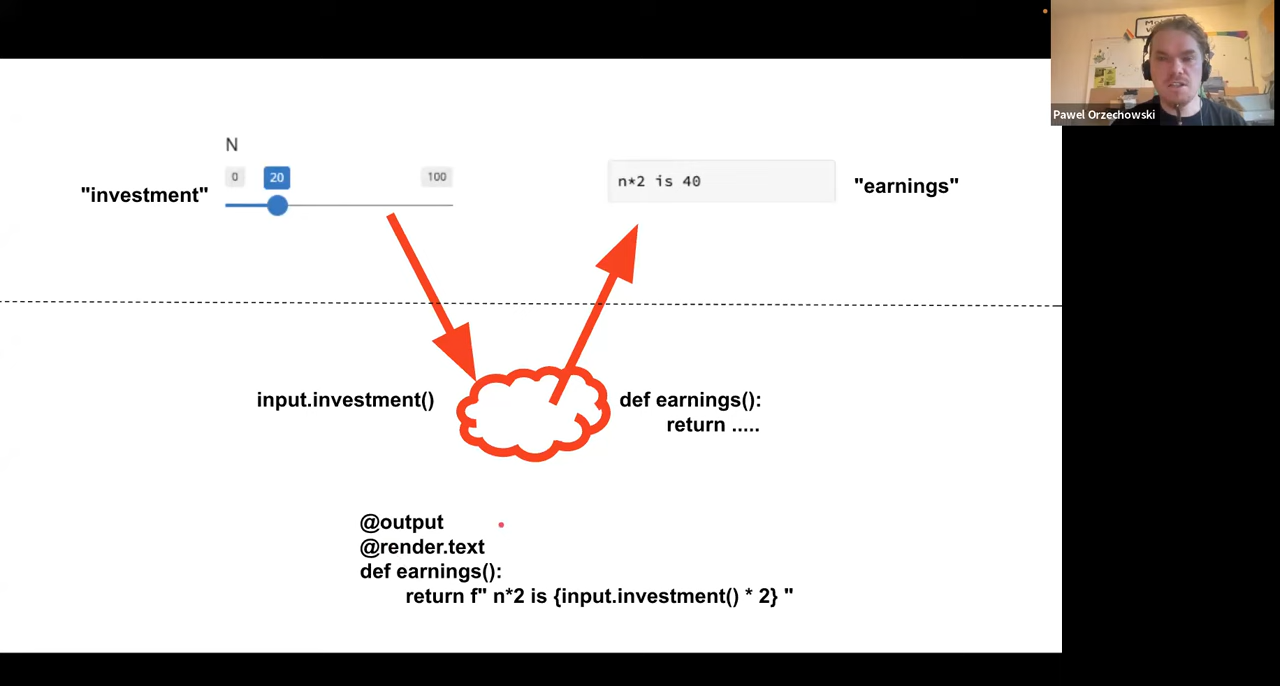 Pawel Orzechowski
N
0 20 100
"investment"
n*2 is 40
"earnings"
input.investment()
def earnings():
return .....
@output
@render.text
def earnings():
return f" n*2 is {input.investment() * 2} "